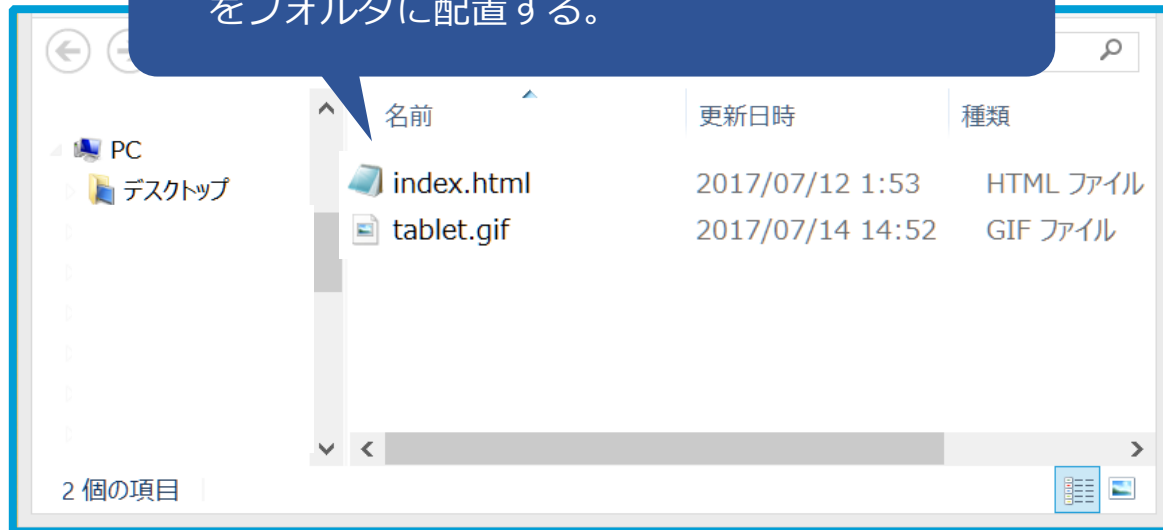 をフォルダに配置する。
名前 更新日時 種類
PC
デスクトップ
index.html 2017/07/12 1:53 HTML ファイル
tablet.gif 2017/07/14 14:52 GIF ファイル
2 個の項目